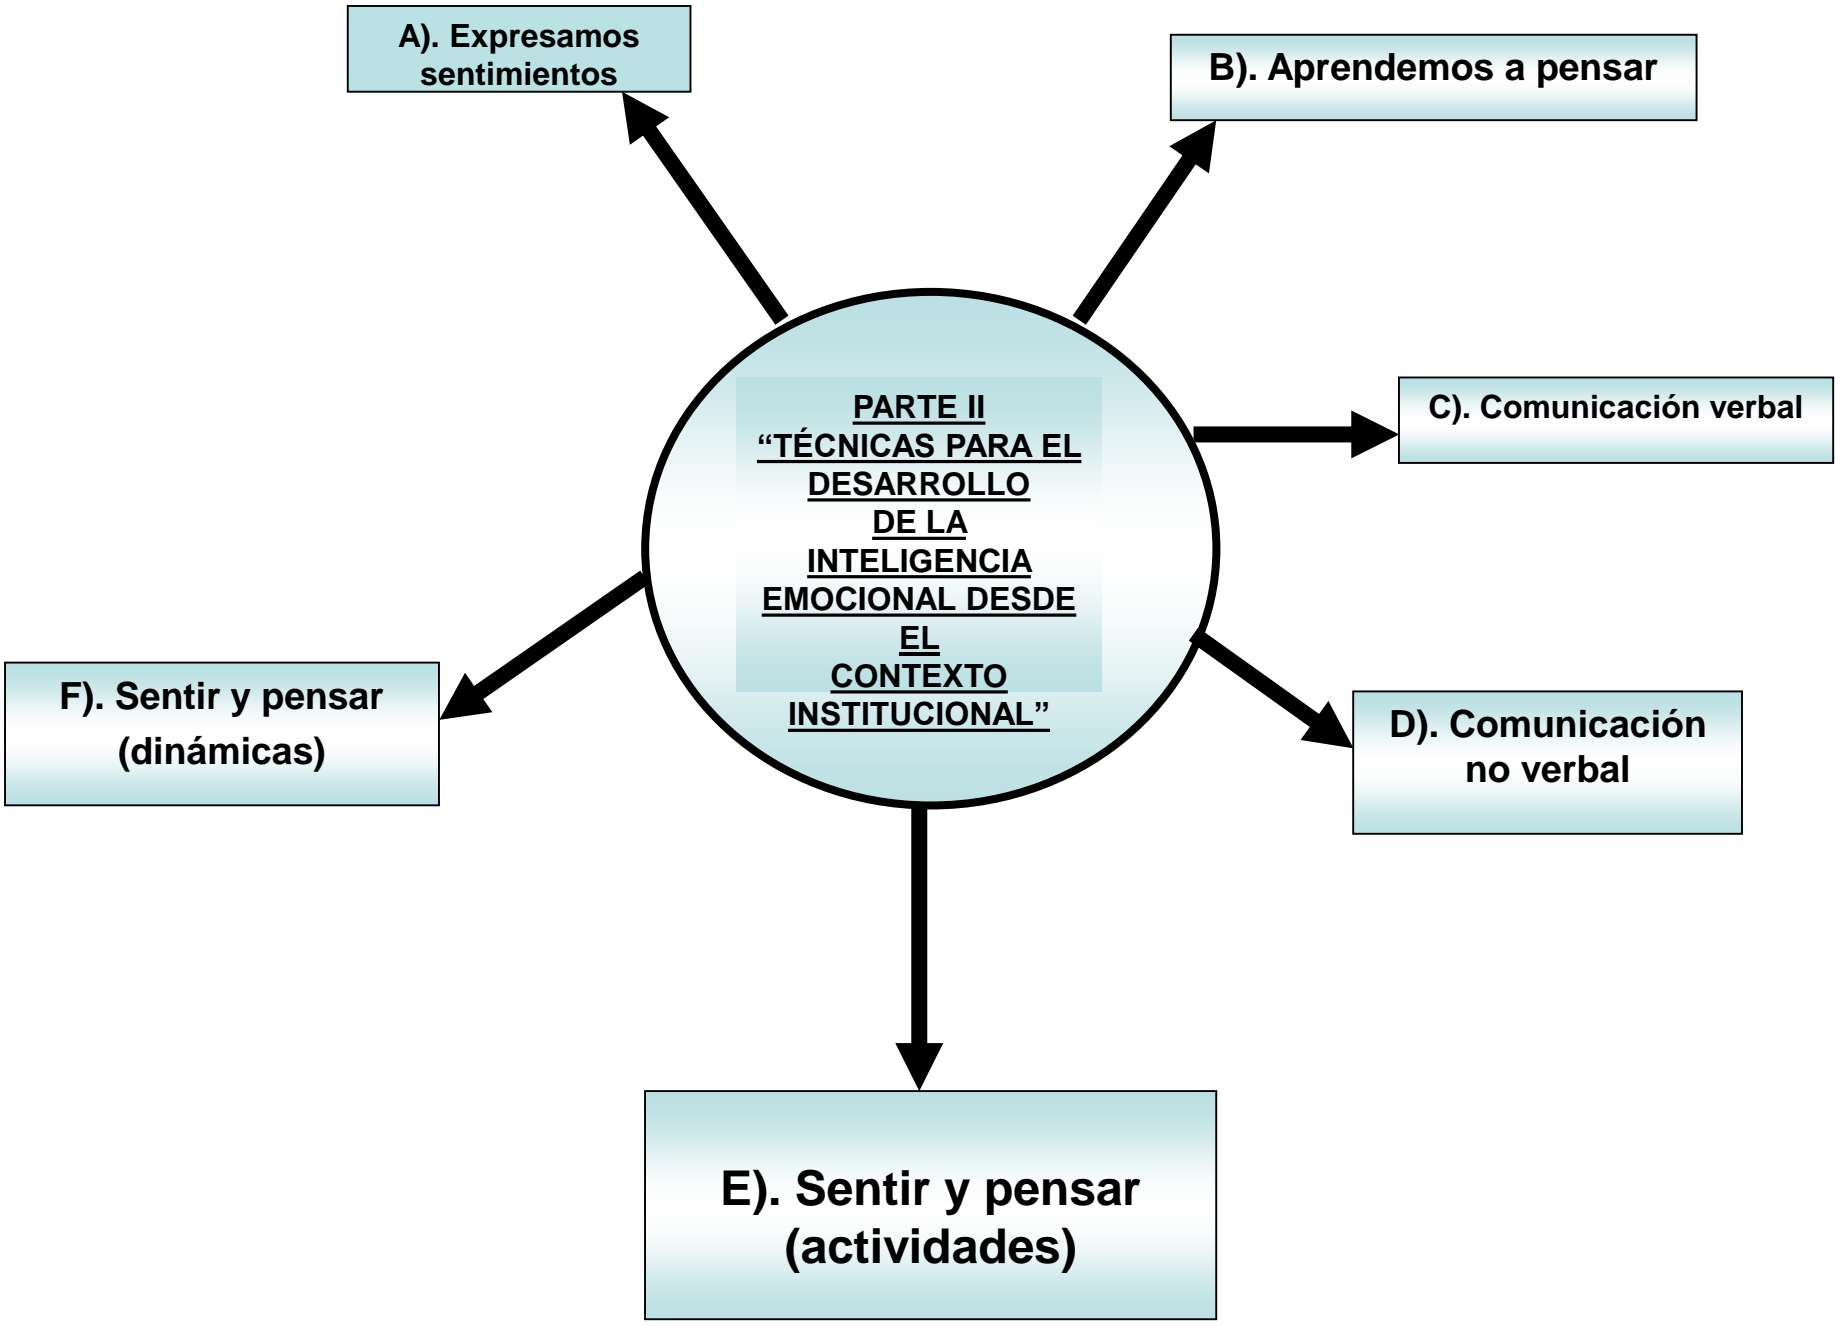 A). Expresamos
sentimientos
B). Aprendemos a pensar
C). Comunicación verbal
PARTE II
“TÉCNICAS PARA EL
DESARROLLO
DE LA
INTELIGENCIA
EMOCIONAL DESDE
EL
CONTEXTO
INSTITUCIONAL”
D). Comunicación
no verbal
F). Sentir y pensar
(dinámicas)
E). Sentir y pensar
(actividades)